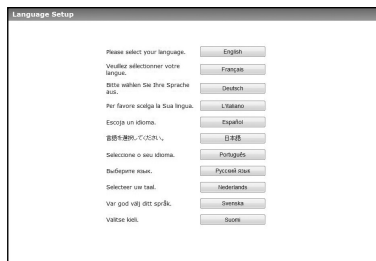 Language Setup
Please select your language. English
Veuillez sélectionner votre
langue. Français
Bitte wählen Sie Ihre Sprache
aus. Deutsch
Per favore scelga la Sua lingua. L'italiano
Escoja un idioma. Español
言語を選択してください。 日本語
Seleccione o seu idioma. Português
Выберите язык. Русский язык
Selecteer uw taal. Nederlands
Var god välj ditt språk. Svenska
Valitse kieli. Suomi